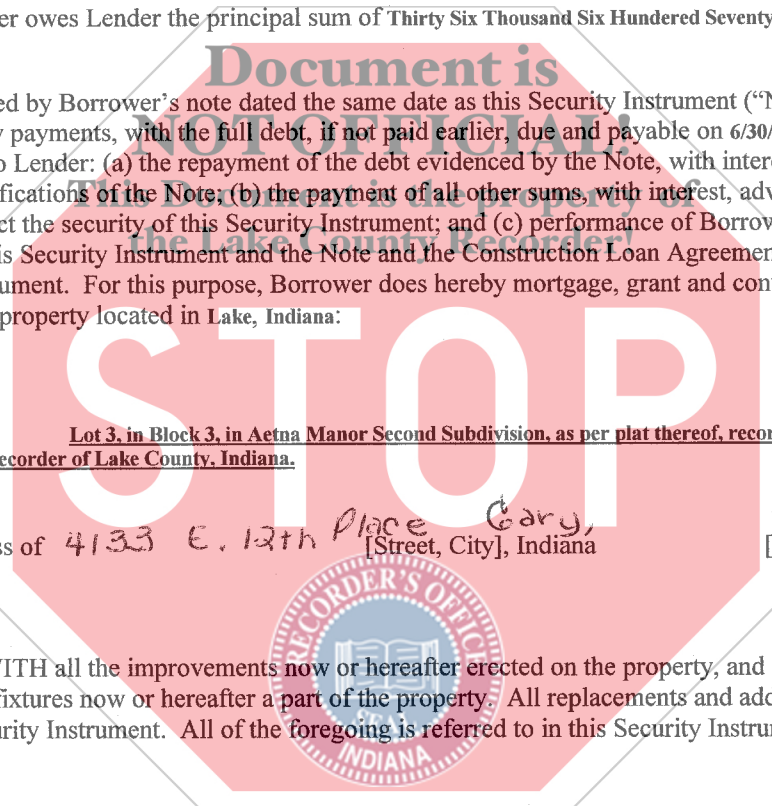 er owes Lender the principal sum of Thirty Six Thousand Six Hundered Seventy
Document is
ed by Borrower's note dated the same date as this Security Instrument ("N
y payments, with the full debt, if not paid earlier, due and payable on 6/30/
NOT OFFICIAL!
o Lender: (a) the repayment of the debt evidenced by the Note, with inter
fications of the Note; (b) the payment of all other sums, with interest, adv
This Document is the property of
ct the security of this Security Instrument; and (c) performance of Borrow
the Lake County Recorder!
is Security Instrument and the Note and the Construction Loan Agreemen
ument. For this purpose, Borrower does hereby mortgage, grant and con
property located in Lake, Indiana:
STOP
Lot 3, in Block 3, in Aetna Manor Second Subdivision, as per plat thereof, recor
ecorder of Lake County, Indiana.
ss of 4133 E. 12th Place Gary,
[Street, City], Indiana [
RECORDER'S OFFICE
WITH all the improvements now or hereafter erected on the property, and
fixtures now or hereafter a part of the property. All replacements and add
SEAL
urity Instrument. All of the foregoing is referred to in this Security Instrum
INDIANA